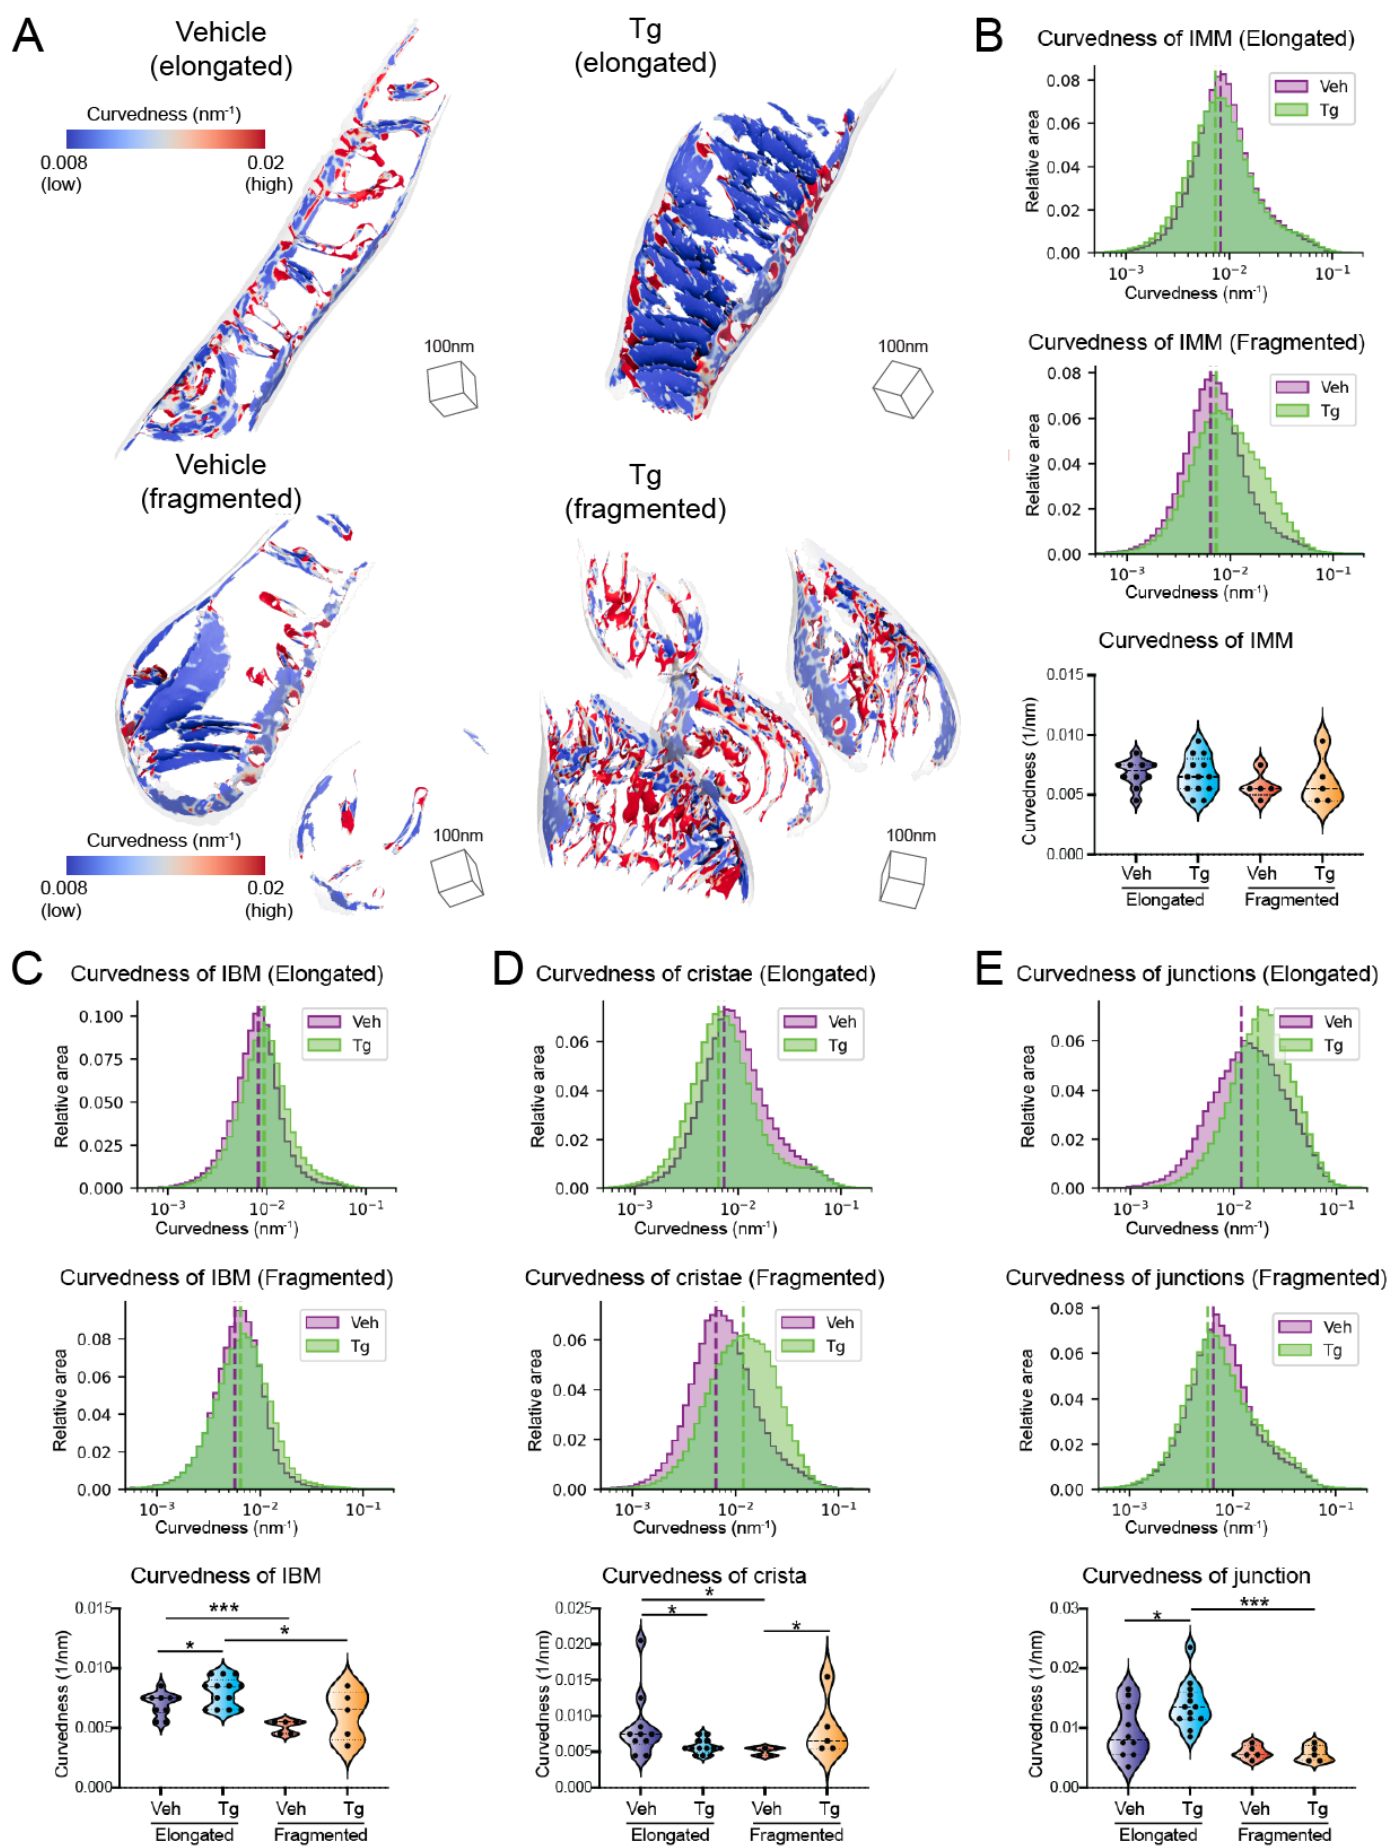 A
Vehicle
(elongated)
Curvedness (nm⁻¹)
0.008
(low)
0.02
(high)
100nm
Tg
(elongated)
100nm
Vehicle
(fragmented)
Curvedness (nm⁻¹)
0.008
(low)
0.02
(high)
100nm
Tg
(fragmented)
100nm
B
Curvedness of IMM (Elongated)
Relative area
0.08
0.06
0.04
0.02
0.00
Veh
Tg
10⁻³ 10⁻² 10⁻¹
Curvedness (nm⁻¹)
Curvedness of IMM (Fragmented)
Relative area
0.08
0.06
0.04
0.02
0.00
Veh
Tg
10⁻³ 10⁻² 10⁻¹
Curvedness (nm⁻¹)
Curvedness of IMM
Curvedness (1/nm)
0.015
0.010
0.005
0.000
Veh Tg Veh Tg
Elongated Fragmented
C
Curvedness of IBM (Elongated)
Relative area
0.100
0.075
0.050
0.025
0.000
Veh
Tg
10⁻³ 10⁻² 10⁻¹
Curvedness (nm⁻¹)
Curvedness of IBM (Fragmented)
Relative area
0.08
0.06
0.04
0.02
0.00
Veh
Tg
10⁻³ 10⁻² 10⁻¹
Curvedness (nm⁻¹)
Curvedness of IBM
Curvedness (1/nm)
0.015
0.010
0.005
0.000
***
*
*
Veh Tg Veh Tg
Elongated Fragmented
D
Curvedness of cristae (Elongated)
Relative area
0.06
0.04
0.02
0.00
Veh
Tg
10⁻³ 10⁻² 10⁻¹
Curvedness (nm⁻¹)
Curvedness of cristae (Fragmented)
Relative area
0.06
0.04
0.02
0.00
Veh
Tg
10⁻³ 10⁻² 10⁻¹
Curvedness (nm⁻¹)
Curvedness of crista
Curvedness (1/nm)
0.025
0.020
0.015
0.010
0.005
0.000
*
*
*
Veh Tg Veh Tg
Elongated Fragmented
E
Curvedness of junctions (Elongated)
Relative area
0.06
0.04
0.02
0.00
Veh
Tg
10⁻³ 10⁻² 10⁻¹
Curvedness (nm⁻¹)
Curvedness of junctions (Fragmented)
Relative area
0.08
0.06
0.04
0.02
0.00
Veh
Tg
10⁻³ 10⁻² 10⁻¹
Curvedness (nm⁻¹)
Curvedness of junction
Curvedness (1/nm)
0.03
0.02
0.01
0.00
*
***
Veh Tg Veh Tg
Elongated Fragmented